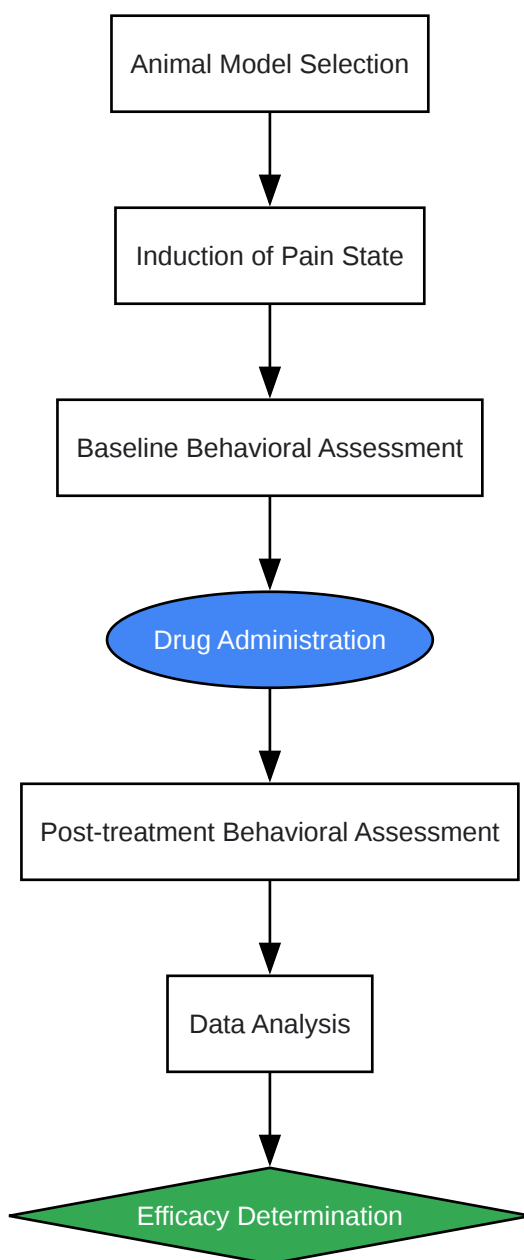 Animal Model Selection
Induction of Pain State
Baseline Behavioral Assessment
Drug Administration
Post-treatment Behavioral Assessment
Data Analysis
Efficacy Determination